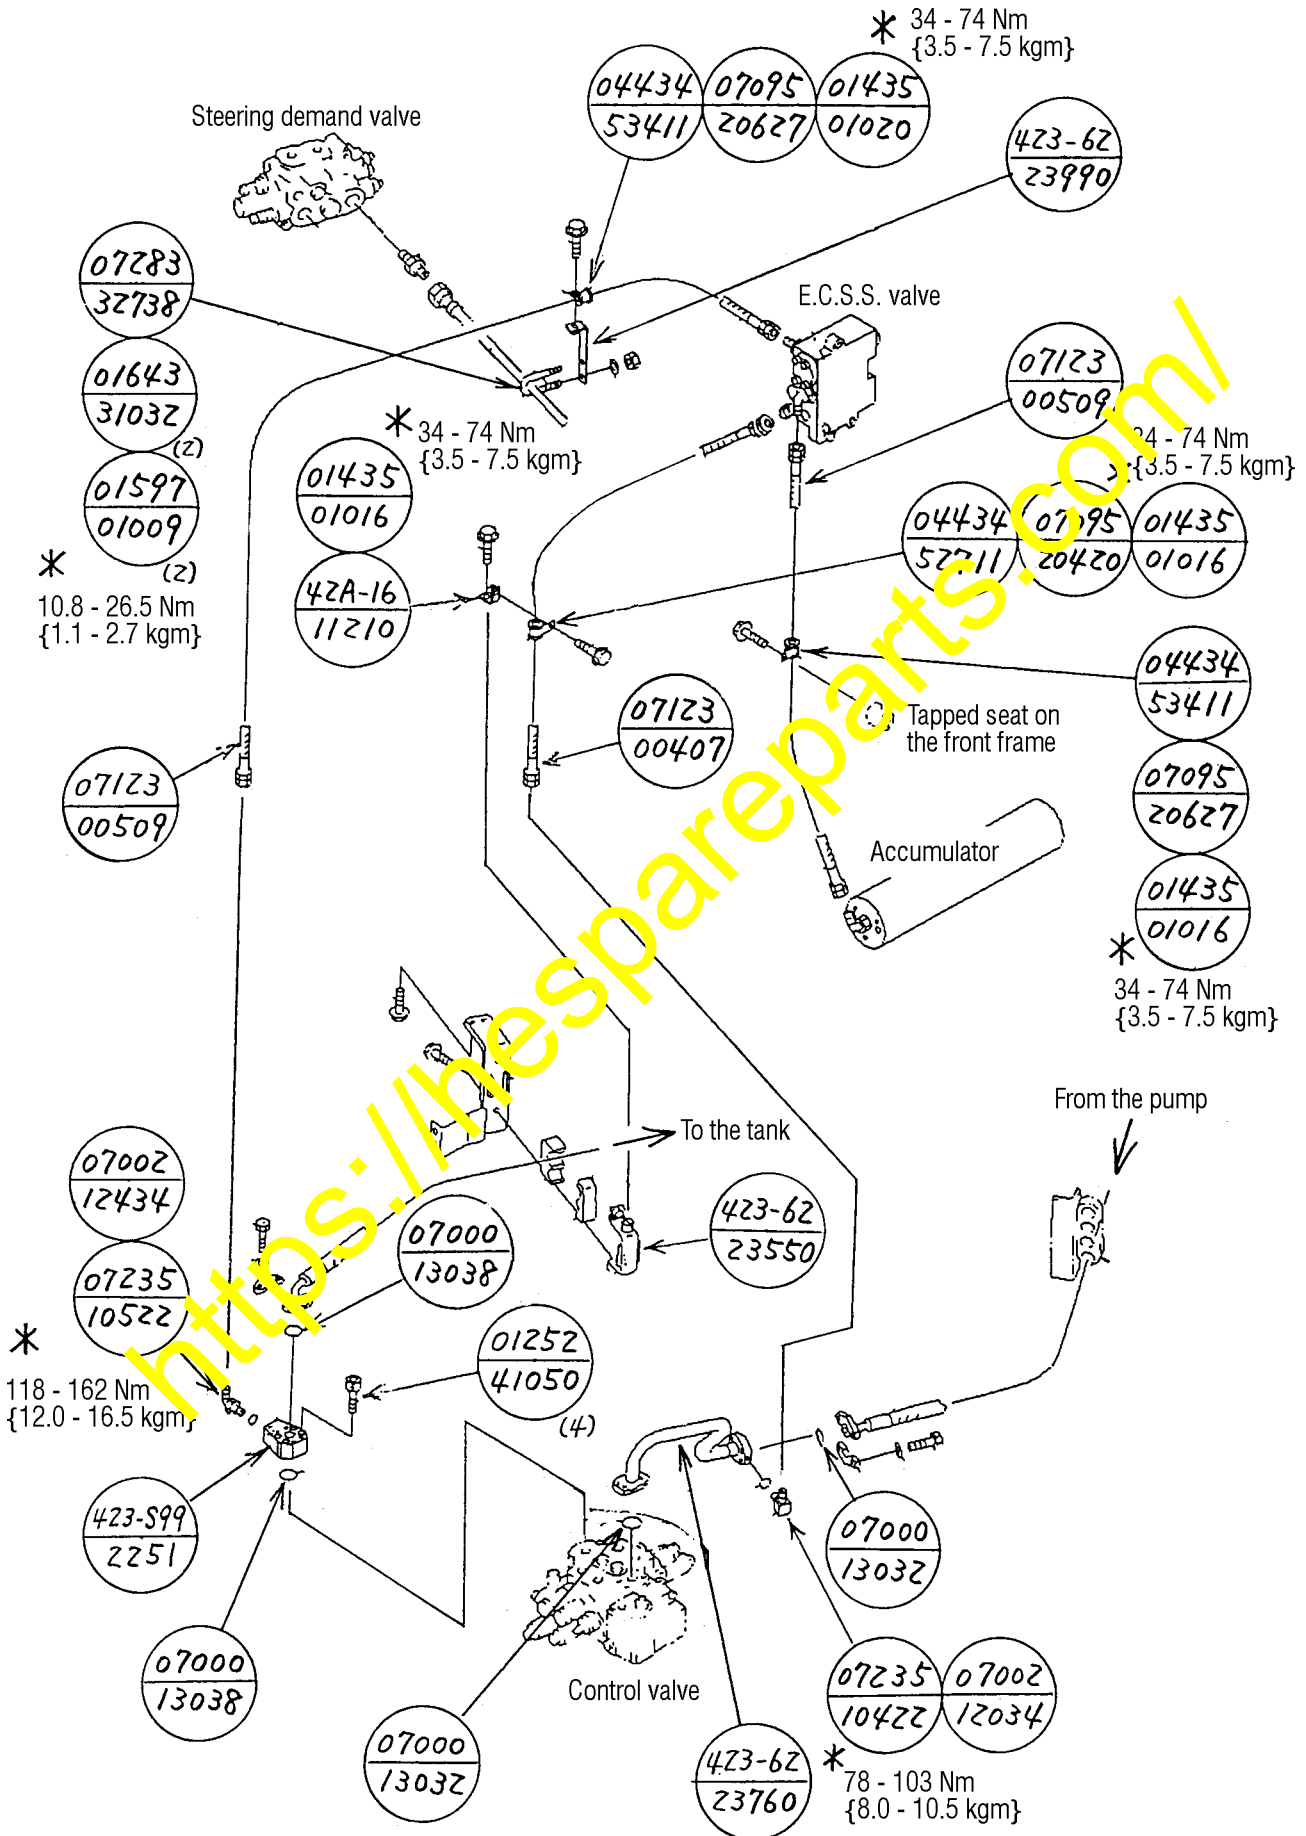 34 - 74 Nm
{3.5 - 7.5 kgm}
04434
53411
07095
20627
01435
01020
423-62
23990
Steering demand valve
07283
32738
E.C.S.S. valve
01643
31032
(2)
07123
00509
34 - 74 Nm
{3.5 - 7.5 kgm}
34 - 74 Nm
{3.5 - 7.5 kgm}
01597
01009
(2)
01435
01016
04434
52711
07095
20420
01435
01016
10.8 - 26.5 Nm
{1.1 - 2.7 kgm}
42A-16
11210
04434
53411
07123
00407
Tapped seat on
the front frame
07123
00509
07095
20627
Accumulator
01435
01016
34 - 74 Nm
{3.5 - 7.5 kgm}
From the pump
To the tank
07002
12434
07000
13038
423-62
23550
07235
10522
01252
41050
(4)
118 - 162 Nm
{12.0 - 16.5 kgm}
423-S99
2251
07000
13032
07000
13038
Control valve
07235
10422
07002
12034
07000
13032
423-62
23760
78 - 103 Nm
{8.0 - 10.5 kgm}
https://hespareparts.com/